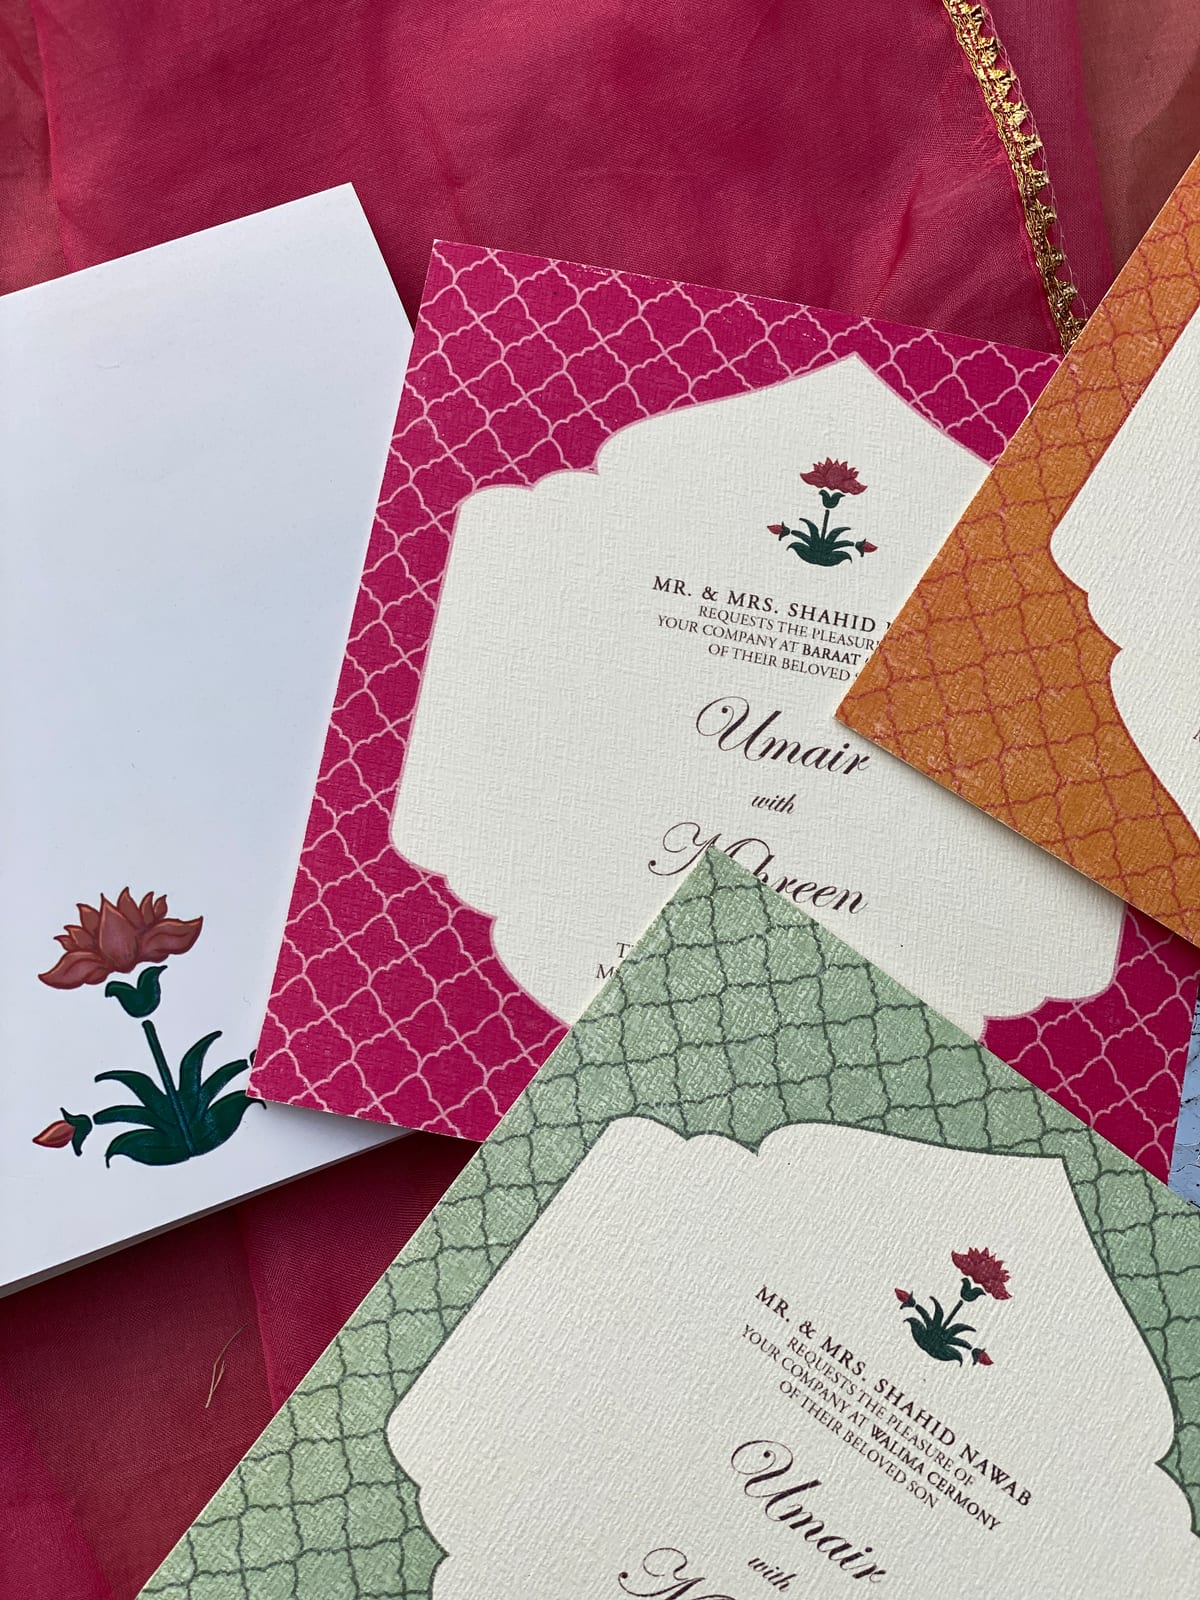 MR. & MRS. SHAHID
REQUESTS THE
YOUR COMPANY AT BARAAT
OF THEIR BELOVED
Umair
with
MR. & MRS. SHAHID NAWAB
REQUESTS THE PLEASURE OF
YOUR COMPANY AT WALIMA CERMONY
OF THEIR BELOVED SON
Umair
with